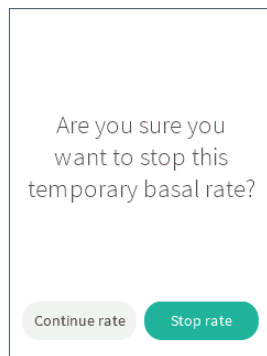 Are you sure you
want to stop this
temporary basal rate?
Continue rate
Stop rate